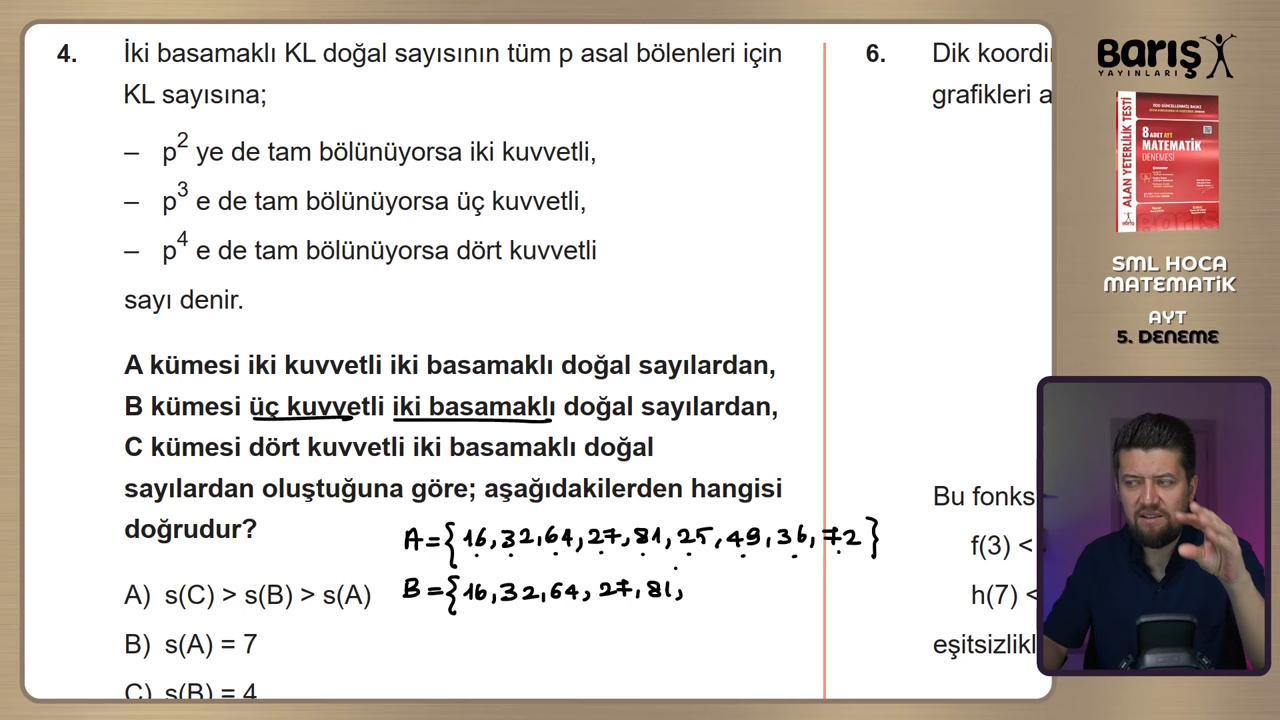 4. İki basamaklı KL doğal sayısının tüm p asal bölenleri için
KL sayısına;
– p² ye de tam bölünüyorsa iki kuvvetli,
– p³ e de tam bölünüyorsa üç kuvvetli,
– p⁴ e de tam bölünüyorsa dört kuvvetli
sayı denir.
A kümesi iki kuvvetli iki basamaklı doğal sayılardan,
B kümesi üç kuvvetli iki basamaklı doğal sayılardan,
C kümesi dört kuvvetli iki basamaklı doğal
sayılardan oluştuğuna göre; aşağıdakilerden hangisi
doğrudur?
A={16,32,64,27,81,25,49,36,72}
B={16,32,64,27,81,
A) s(C) > s(B) > s(A)
B) s(A) = 7
C) s(B) = 4
6. Dik koordi
grafikleri a
Bu fonks
f(3) <
h(7) <
eşitsizlikl
BARIŞ
YAYINLARI
ALAN YETERLİLİK TESTİ
8 ADET AYT
MATEMATİK
DENEMESİ
BARIŞ
SML HOCA
MATEMATİK
AYT
5. DENEME